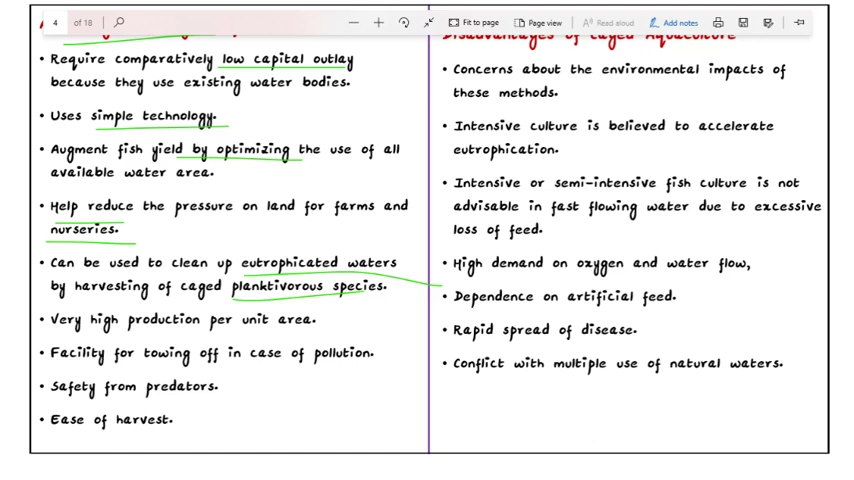 4 of 18
Fit to page
Page view
Read aloud
Add notes
• Require comparatively low capital outlay
because they use existing water bodies.
• Uses simple technology.
• Augment fish yield by optimizing the use of all
available water area.
• Help reduce the pressure on land for farms and
nurseries.
• Can be used to clean up eutrophicated waters
by harvesting of caged planktivorous species.
• Very high production per unit area.
• Facility for towing off in case of pollution.
• Safety from predators.
• Ease of harvest.
Disadvantages of Caged Aquaculture
• Concerns about the environmental impacts of
these methods.
• Intensive culture is believed to accelerate
eutrophication.
• Intensive or semi-intensive fish culture is not
advisable in fast flowing water due to excessive
loss of feed.
• High demand on oxygen and water flow,
• Dependence on artificial feed.
• Rapid spread of disease.
• Conflict with multiple use of natural waters.